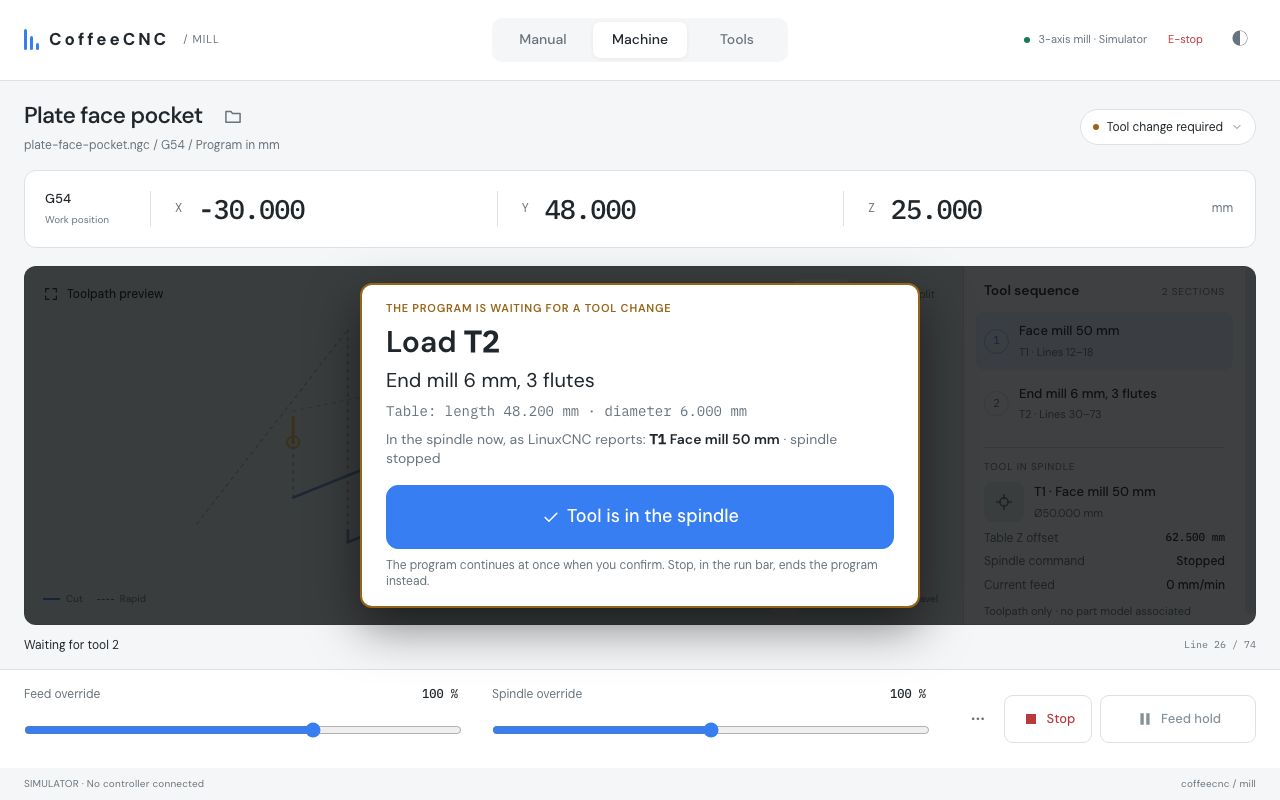 CoffeeCNC
/ MILL
Manual
Machine
Tools
3-axis mill · Simulator
E-stop
Plate face pocket
plate-face-pocket.ngc / G54 / Program in mm
Tool change required
G54
Work position
X
-30.000
Y
48.000
Z
25.000
mm
Toolpath preview
THE PROGRAM IS WAITING FOR A TOOL CHANGE
Load T2
End mill 6 mm, 3 flutes
Table: length 48.200 mm · diameter 6.000 mm
In the spindle now, as LinuxCNC reports: T1 Face mill 50 mm · spindle
stopped
Tool is in the spindle
The program continues at once when you confirm. Stop, in the run bar, ends the program
instead.
Cut
Rapid
Tool sequence
2 SECTIONS
1
Face mill 50 mm
T1 · Lines 12–18
2
End mill 6 mm, 3 flutes
T2 · Lines 30–73
TOOL IN SPINDLE
T1 · Face mill 50 mm
Ø50.000 mm
Table Z offset
62.500 mm
Spindle command
Stopped
Current feed
0 mm/min
Toolpath only · no part model associated
Waiting for tool 2
Line 26 / 74
Feed override
100 %
Spindle override
100 %
Stop
Feed hold
SIMULATOR · No controller connected
coffeecnc / mill